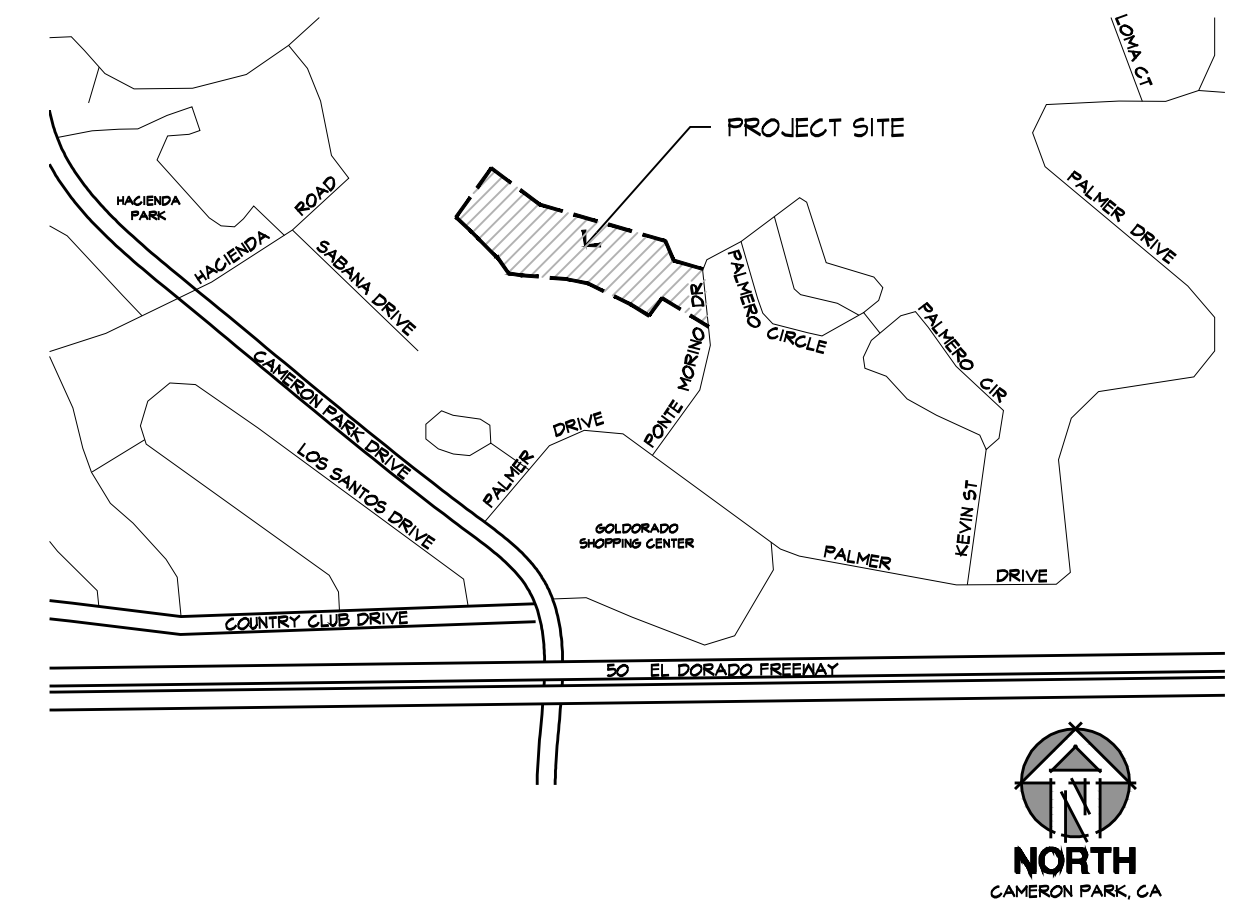 LOMA CT
PROJECT SITE
HACIENDA
PARK
ROAD
HACIENDA
SABANA DRIVE
PALMER DRIVE
PALMERO CIRCLE
PONTE MORINO DR
PALMERO CIR
CAMERON PARK DRIVE
PALMER DRIVE
LOS SANTOS DRIVE
GOLDORADO
SHOPPING CENTER
KEVIN ST
PALMER DRIVE
COUNTRY CLUB DRIVE
50 EL DORADO FREEWAY
N
NORTH
CAMERON PARK, CA